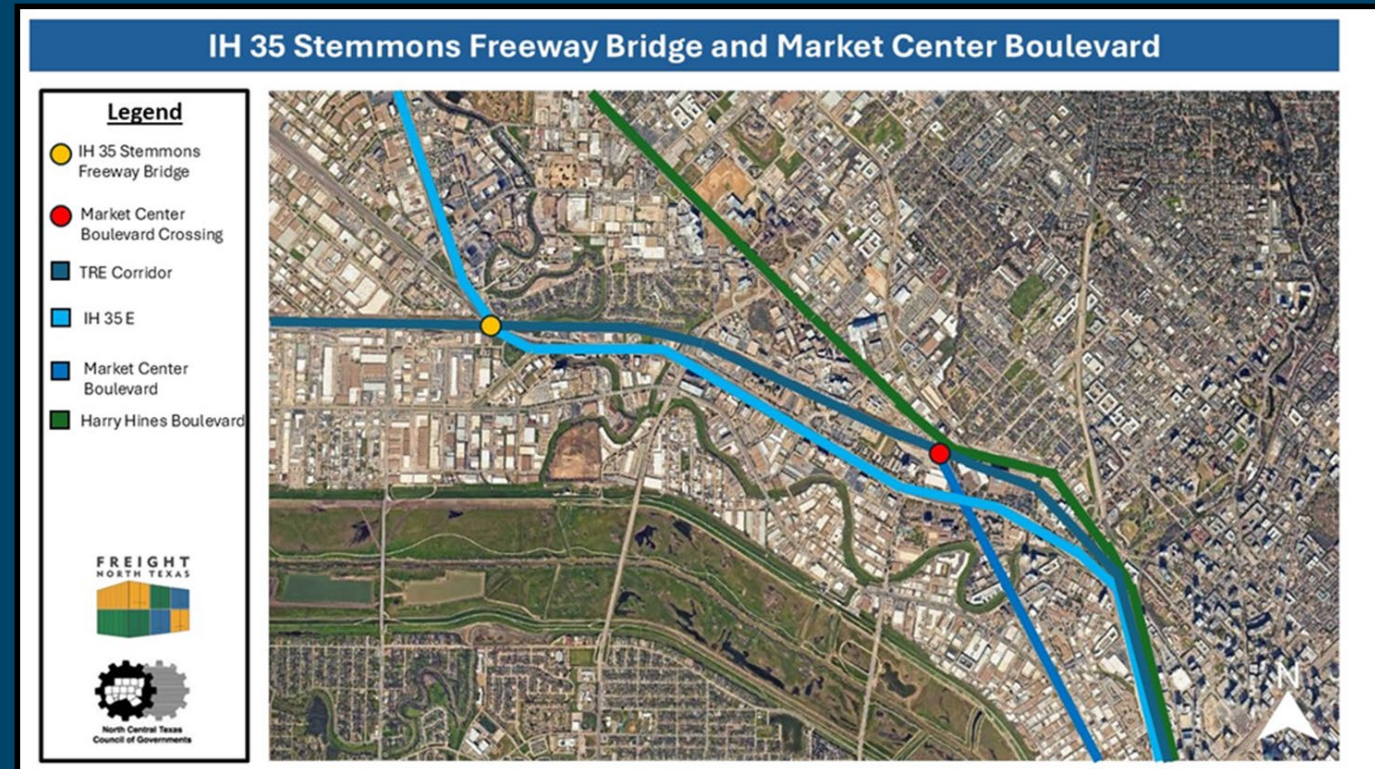 IH 35 Stemmons Freeway Bridge and Market Center Boulevard
Legend
IH 35 Stemmons
Freeway Bridge
Market Center
Boulevard Crossing
TRE Corridor
IH 35 E
Market Center
Boulevard
Harry Hines Boulevard
FREIGHT
NORTH TEXAS
North Central Texas
Council of Governments
N